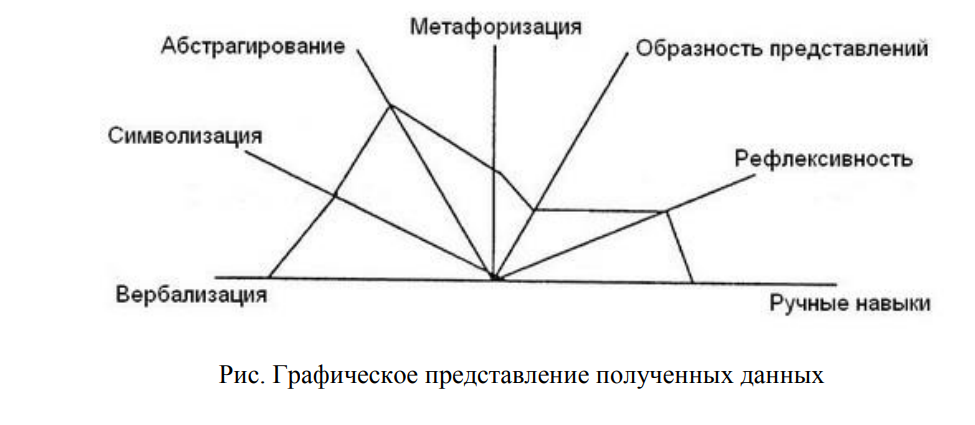 Метафоризация
Абстрагирование
Образность представлений
Символизация
Рефлексивность
Вербализация
Ручные навыки
Рис. Графическое представление полученных данных